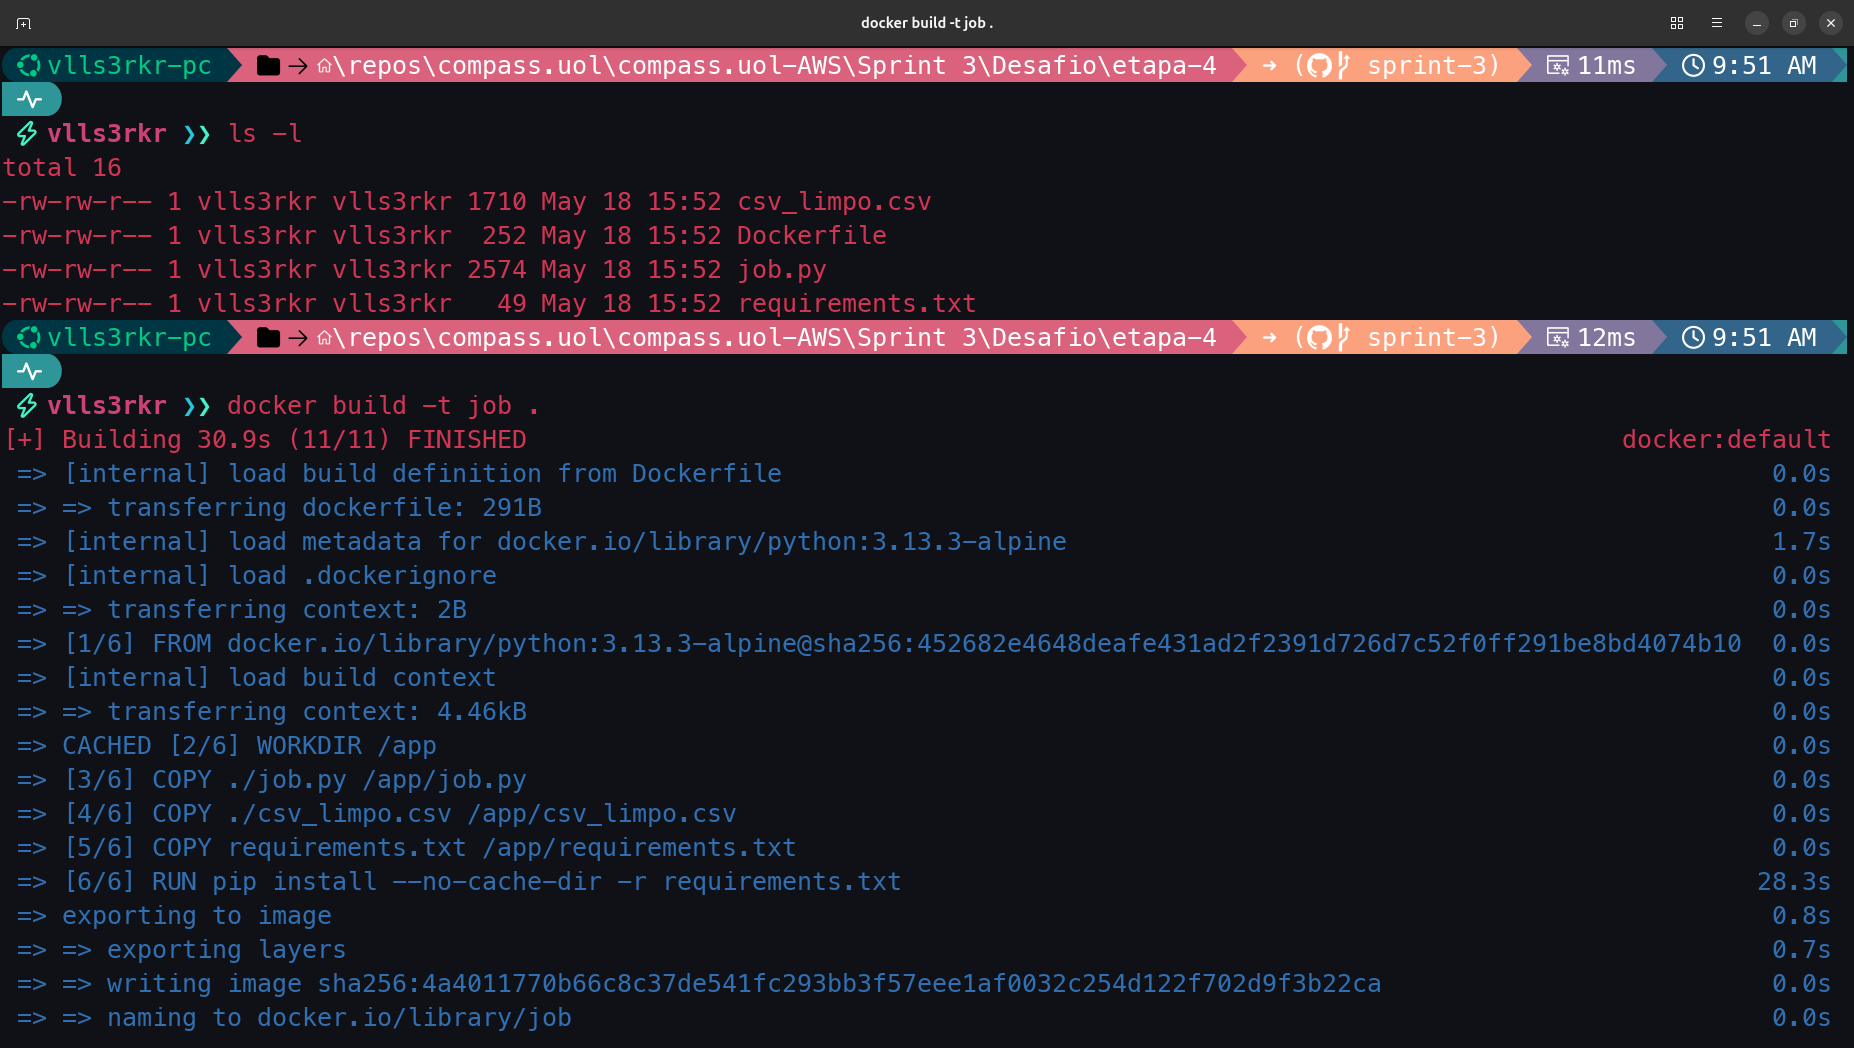 docker build -t job .
vlls3rkr-pc \repos\compass.uol\compass.uol-AWS\Sprint 3\Desafio\etapa-4 → ( sprint-3) 11ms 9:51 AM
vlls3rkr ❯❯ ls -l
total 16
-rw-rw-r-- 1 vlls3rkr vlls3rkr 1710 May 18 15:52 csv_limpo.csv
-rw-rw-r-- 1 vlls3rkr vlls3rkr  252 May 18 15:52 Dockerfile
-rw-rw-r-- 1 vlls3rkr vlls3rkr 2574 May 18 15:52 job.py
-rw-rw-r-- 1 vlls3rkr vlls3rkr   49 May 18 15:52 requirements.txt
vlls3rkr-pc \repos\compass.uol\compass.uol-AWS\Sprint 3\Desafio\etapa-4 → ( sprint-3) 12ms 9:51 AM
vlls3rkr ❯❯ docker build -t job .
[+] Building 30.9s (11/11) FINISHED docker:default
=> [internal] load build definition from Dockerfile 0.0s
=> => transferring dockerfile: 291B 0.0s
=> [internal] load metadata for docker.io/library/python:3.13.3-alpine 1.7s
=> [internal] load .dockerignore 0.0s
=> => transferring context: 2B 0.0s
=> [1/6] FROM docker.io/library/python:3.13.3-alpine@sha256:452682e4648deafe431ad2f2391d726d7c52f0ff291be8bd4074b10 0.0s
=> [internal] load build context 0.0s
=> => transferring context: 4.46kB 0.0s
=> CACHED [2/6] WORKDIR /app 0.0s
=> [3/6] COPY ./job.py /app/job.py 0.0s
=> [4/6] COPY ./csv_limpo.csv /app/csv_limpo.csv 0.0s
=> [5/6] COPY requirements.txt /app/requirements.txt 0.0s
=> [6/6] RUN pip install --no-cache-dir -r requirements.txt 28.3s
=> exporting to image 0.8s
=> => exporting layers 0.7s
=> => writing image sha256:4a4011770b66c8c37de541fc293bb3f57eee1af0032c254d122f702d9f3b22ca 0.0s
=> => naming to docker.io/library/job 0.0s